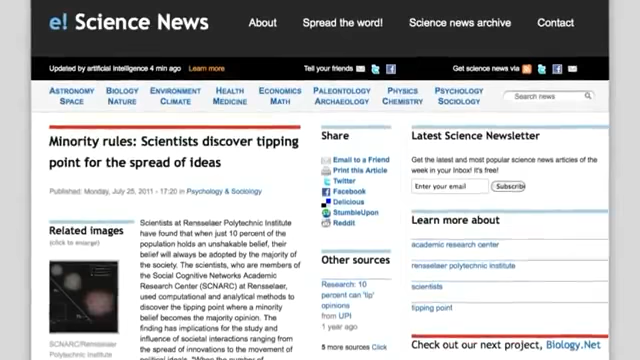 e! Science News
About
Spread the word!
Science news archive
Contact
Updated by artificial intelligence 4 min ago
Learn more
Tell your friends
Get science news via
ASTRONOMY
SPACE
BIOLOGY
NATURE
ENVIRONMENT
CLIMATE
HEALTH
MEDICINE
ECONOMICS
MATH
PALEONTOLOGY
ARCHAEOLOGY
PHYSICS
CHEMISTRY
PSYCHOLOGY
SOCIOLOGY
Search news
Minority rules: Scientists discover tipping
point for the spread of ideas
Published: Monday, July 25, 2011 - 17:20 in Psychology & Sociology
Related images
(click to enlarge)
SCNARC/Rensselaer
Polytechnic Institute
Scientists at Rensselaer Polytechnic Institute
have found that when just 10 percent of the
population holds an unshakable belief, their
belief will always be adopted by the majority of
the society. The scientists, who are members of
the Social Cognitive Networks Academic
Research Center (SCNARC) at Rensselaer,
used computational and analytical methods to
discover the tipping point where a minority
belief becomes the majority opinion. The
finding has implications for the study and
influence of societal interactions ranging from
the spread of innovations to the movement of
political ideals. "When the number of
Share
Email to a Friend
Print this Article
Twitter
Facebook
Delicious
StumbleUpon
Reddit
Other sources
Research: 10
percent can 'tip'
opinions
from UPI
1 year ago
5 more sources Click
Latest Science Newsletter
Get the latest and most popular science news articles of the
week in your Inbox! It's free!
Enter your email
Subscribe
Learn more about
academic research center
rensselaer polytechnic institute
scientists
tipping point
Check out our next project, Biology.Net